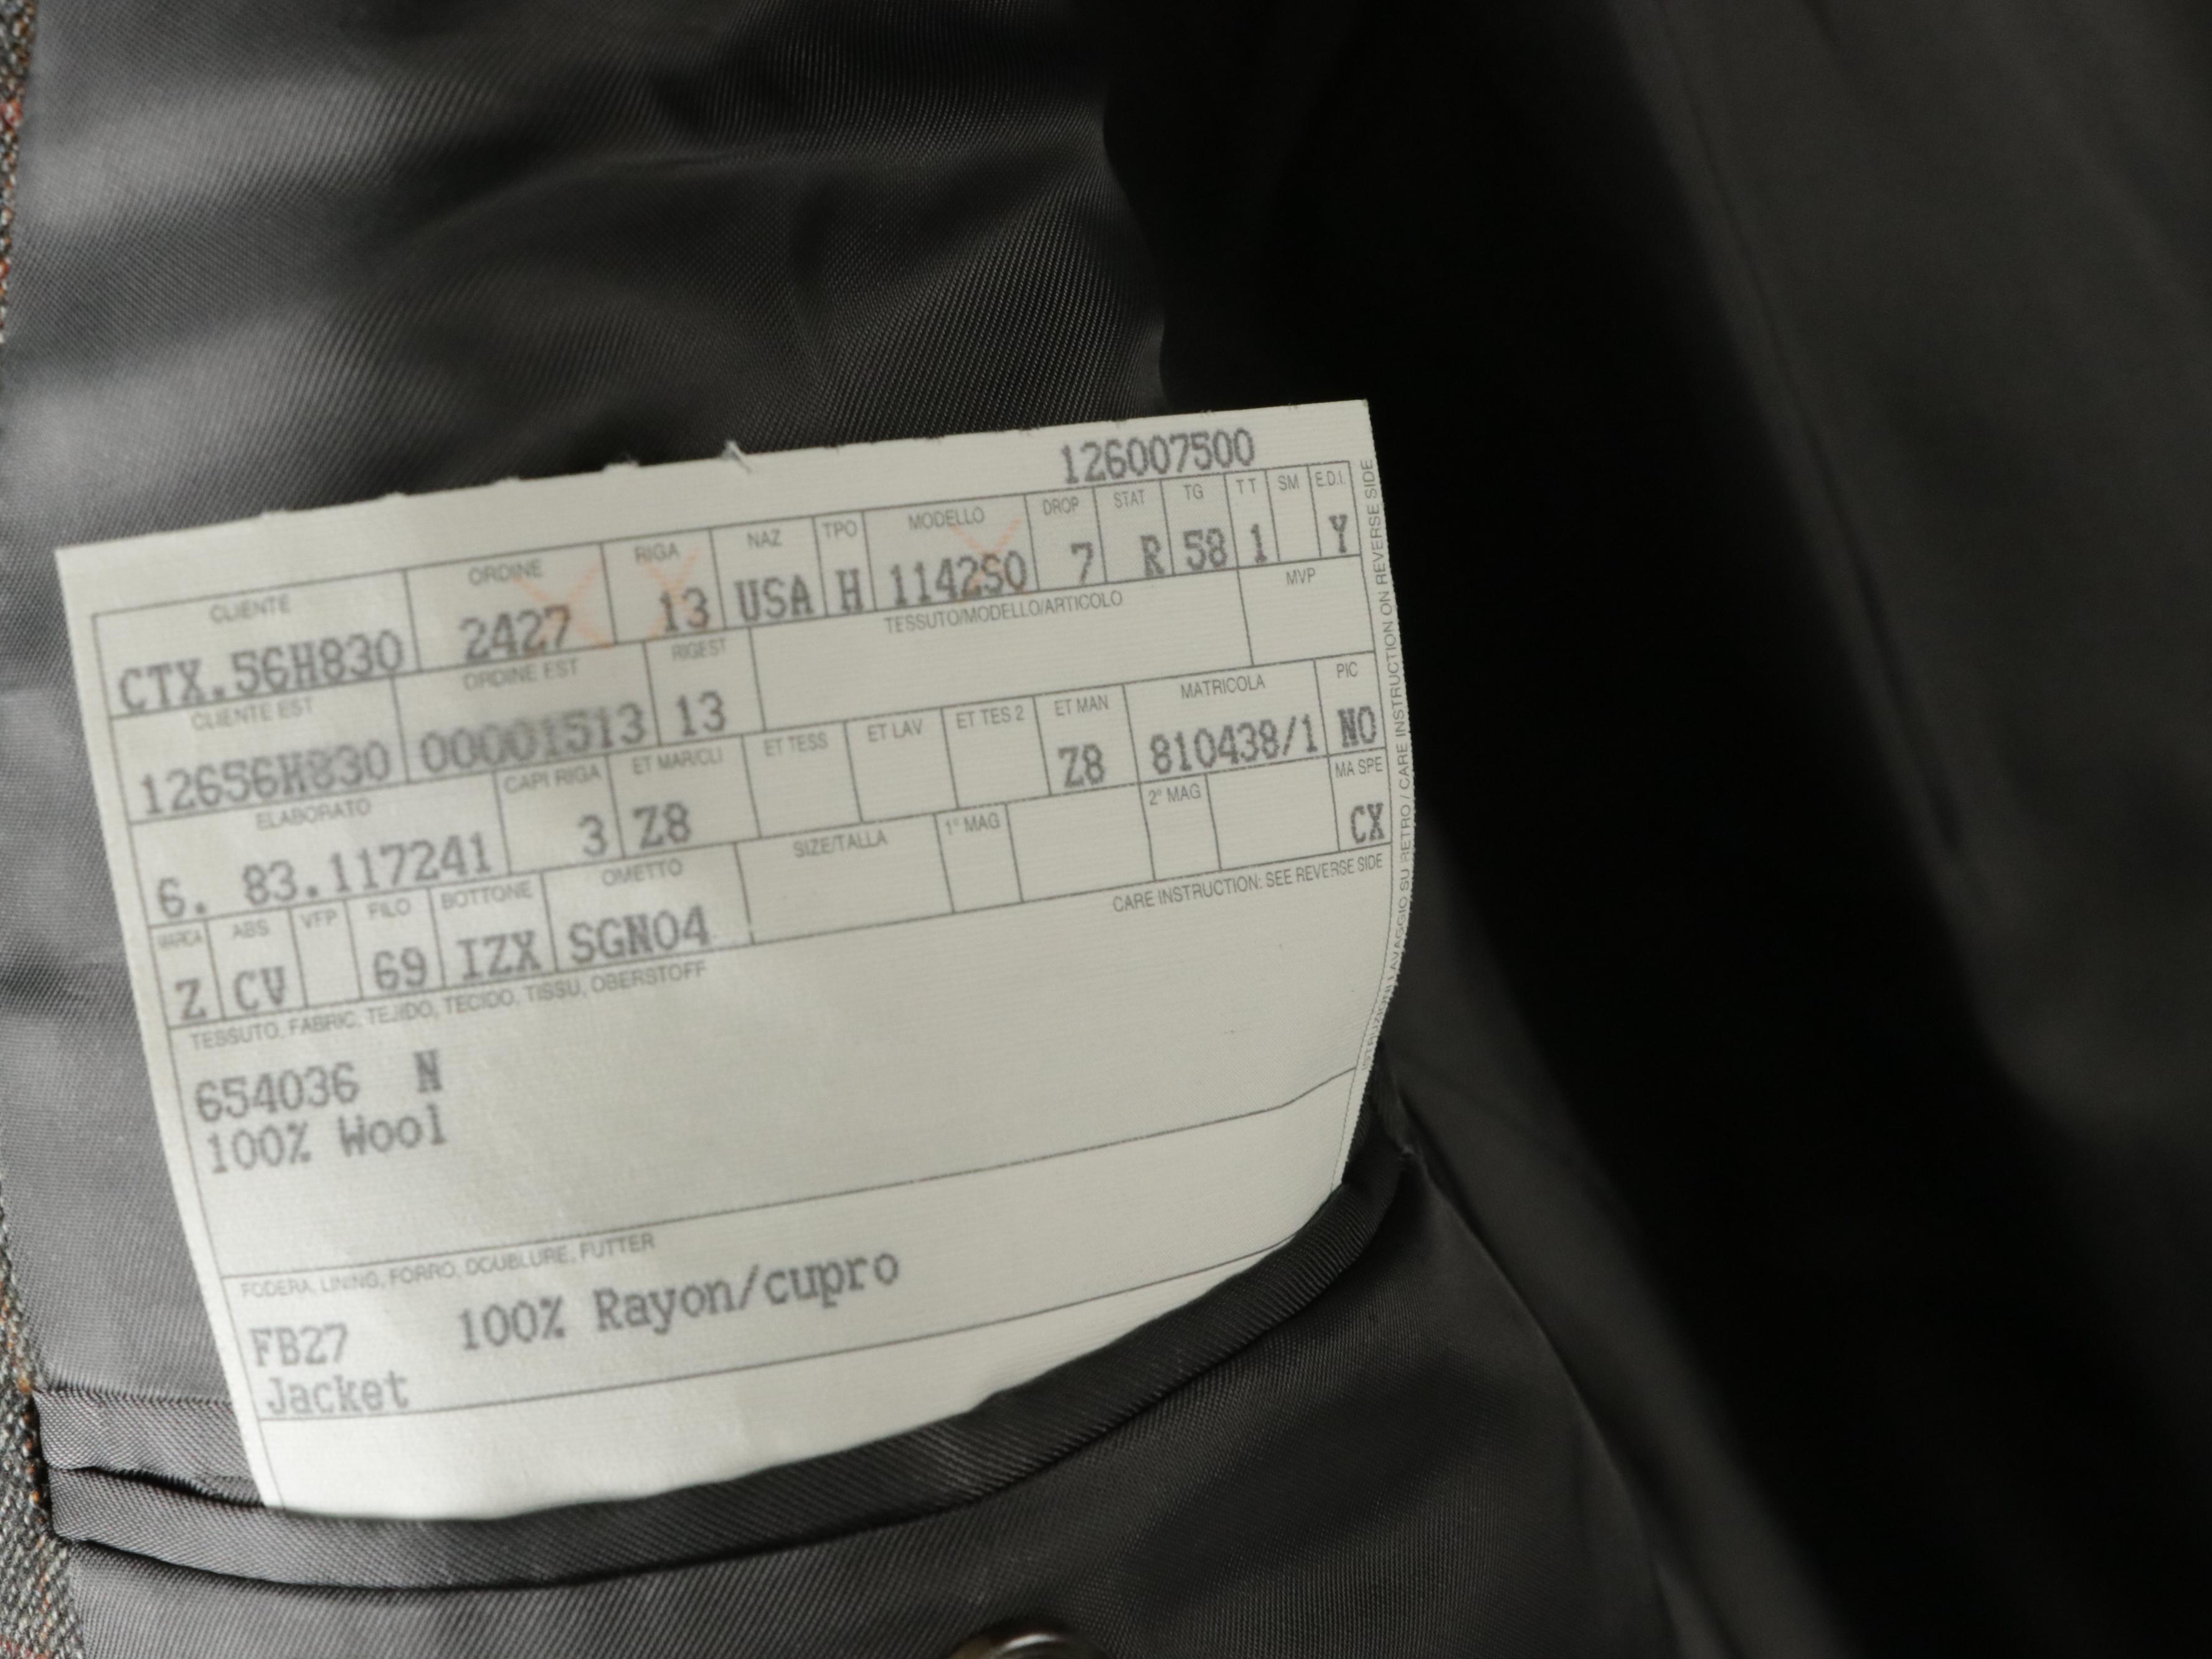 126007500
CLIENTE ORDINE RIGA NAZ TPO MODELLO DROP STAT TG TT SM E.D.I.
CTX.56H830 2427 13 USA H 1142S0 7 R 58 1 Y
CLIENTE EST ORDINE EST RIGEST TESSUTO/MODELLO/ARTICOLO MVP
12656H830 00001513 13
ELABORATO CAPI RIGA ET MAR/CLI ET TESS ET LAV ET TES 2 ET MAN MATRICOLA PIC
6. 83.117241 3 Z8 Z8 810438/1 NO
MARCA ABS VFP FILO BOTTONE OMETTO SIZE/TALLA 1° MAG 2° MAG MA SPE
Z CV 69 IZX SGN04 CX
TESSUTO, FABRIC, TEJIDO, TECIDO, TISSU, OBERSTOFF
CARE INSTRUCTION: SEE REVERSE SIDE
654036 N
100% Wool
FODERA, LINING, FORRO, DOUBLURE, FUTTER
FB27 100% Rayon/cupro
Jacket
ISTRUZIONI LAVAGGIO SU RETRO / CARE INSTRUCTION ON REVERSE SIDE